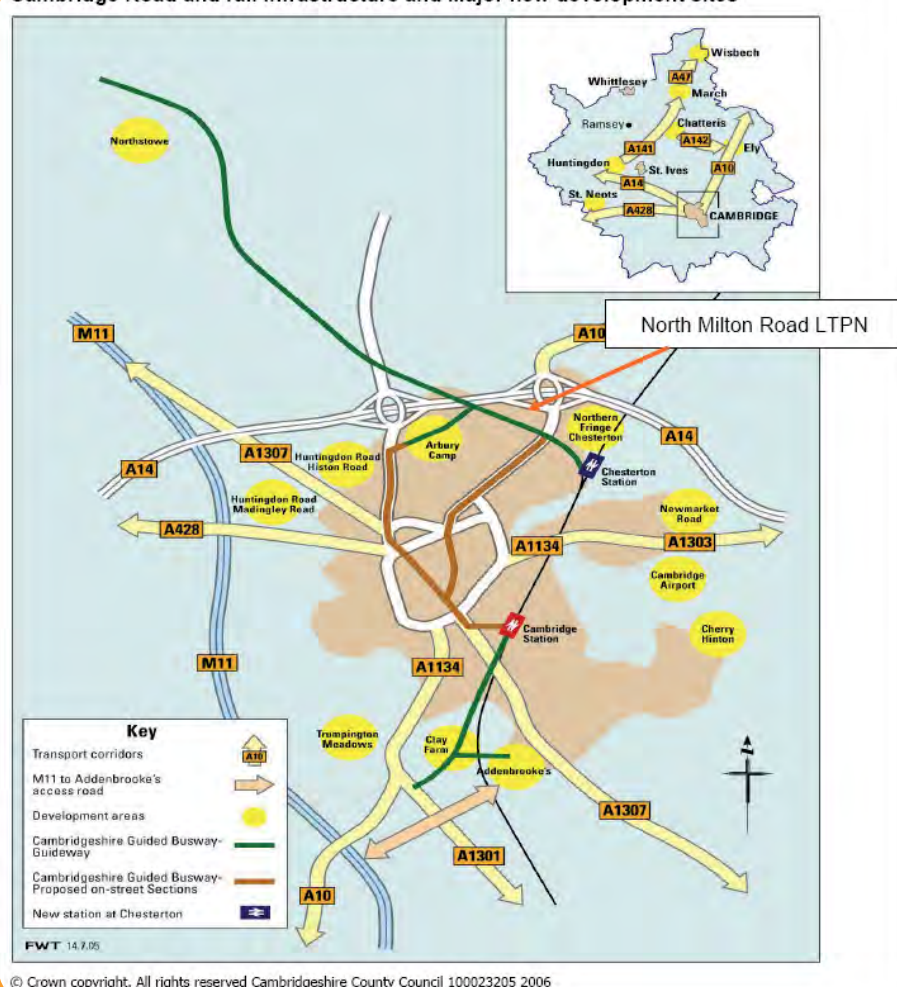 Cambridge Road and rail infrastructure and Major new development sites
Wisbech
A47
Whittlesey
March
Ramsey
Chatteris
A142
A141
Ely
Huntingdon
St. Ives
A10
A14
St. Neots
A428
CAMBRIDGE
Northstowe
North Milton Road LTPN
M11
A10
Northern
Fringe
Chesterton
A14
Arbury
Camp
A1307
Huntingdon Road
Histon Road
A14
Chesterton
Station
Huntingdon Road
Madingley Road
Newmarket
Road
A428
A1134
A1303
Cambridge
Airport
Cambridge
Station
Cherry
Hinton
M11
A1134
Trumpington
Meadows
Clay
Farm
Addenbrooke's
A1307
A1301
A10
Key
Transport corridors
A10
M11 to Addenbrooke's
access road
Development areas
Cambridgeshire Guided Busway-
Guideway
Cambridgeshire Guided Busway-
Proposed on-street Sections
New station at Chesterton
FWT 14.7.05
© Crown copyright. All rights reserved Cambridgeshire County Council 100023205 2006